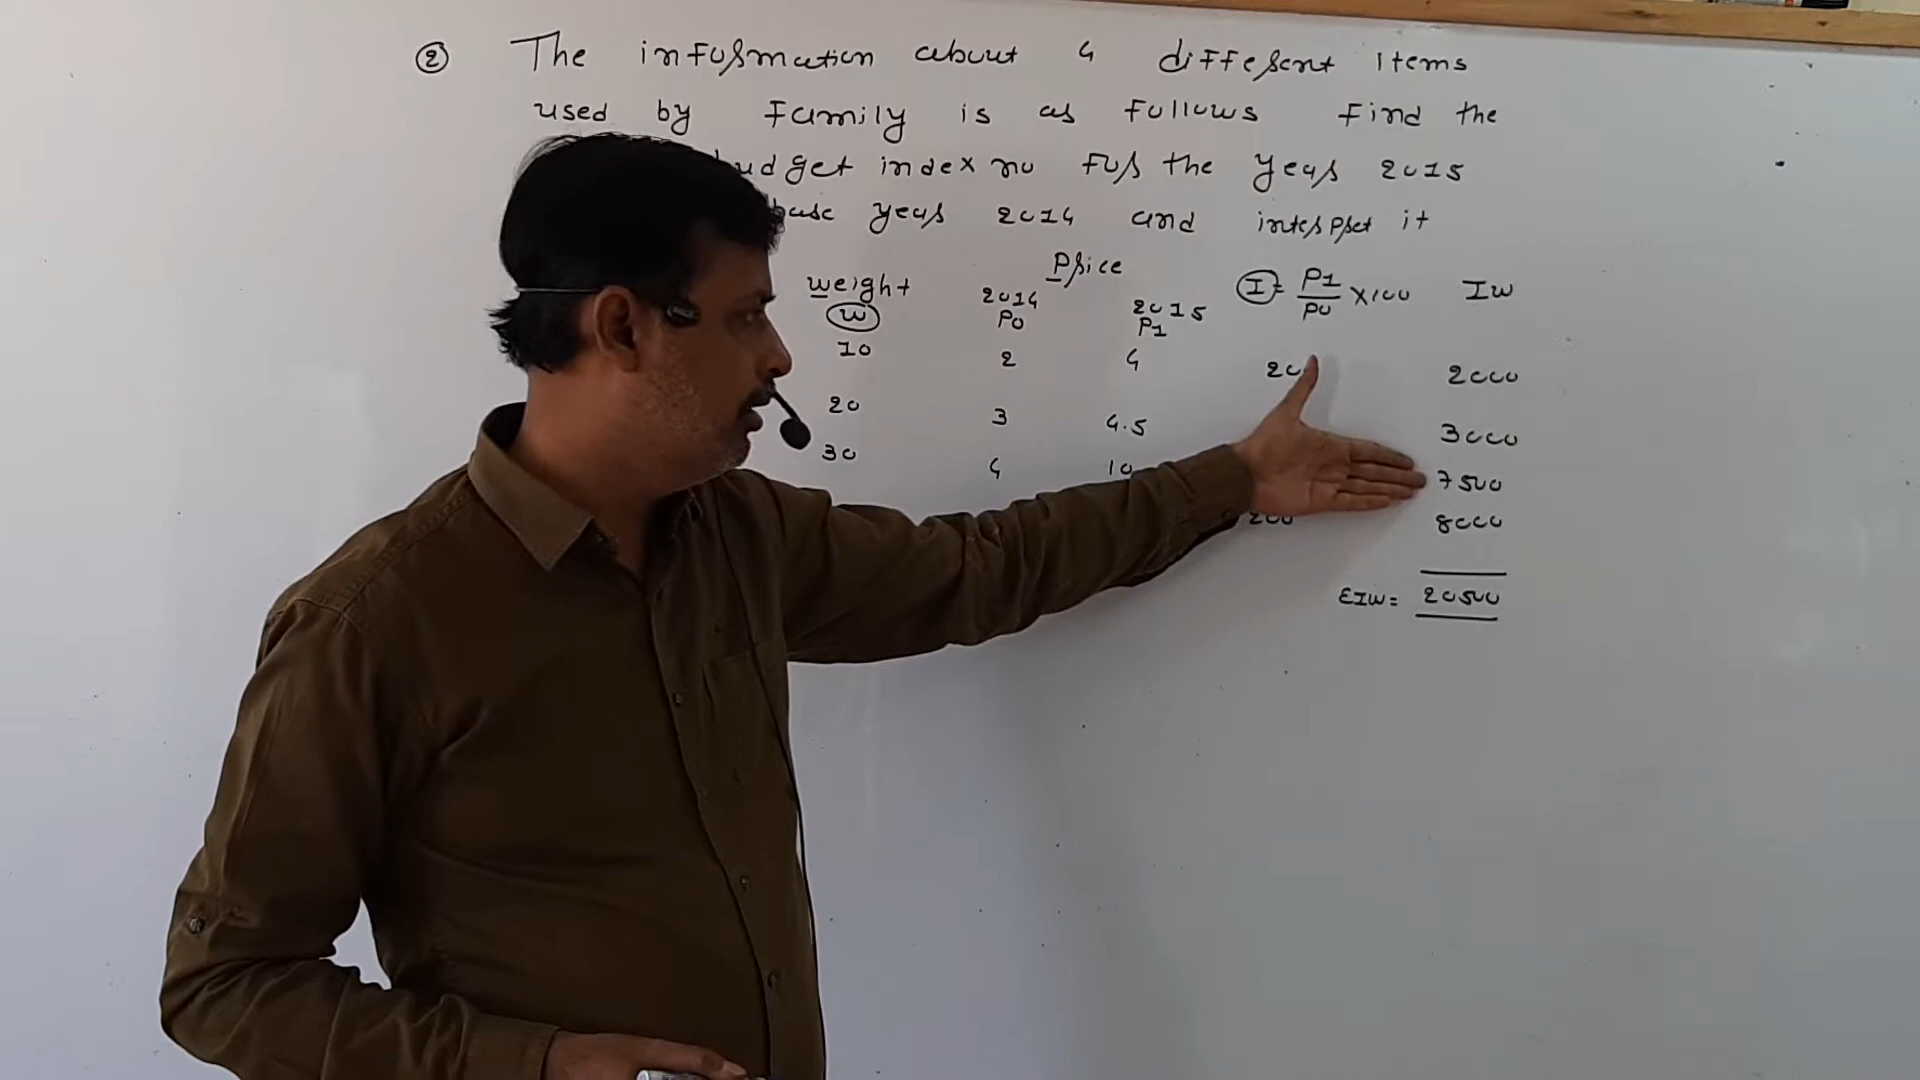 2 The information about 4 different items
used by family is as follows Find the
budget index no for the year 2015
base year 2014 and interpret it
weight Price I = P1/P0 ×100 IW
W 2014 P0 2015 P1
10 2 4 2000
20 3 4.5 3000
30 4 10 7500
200 8000
ΣIW= 20500